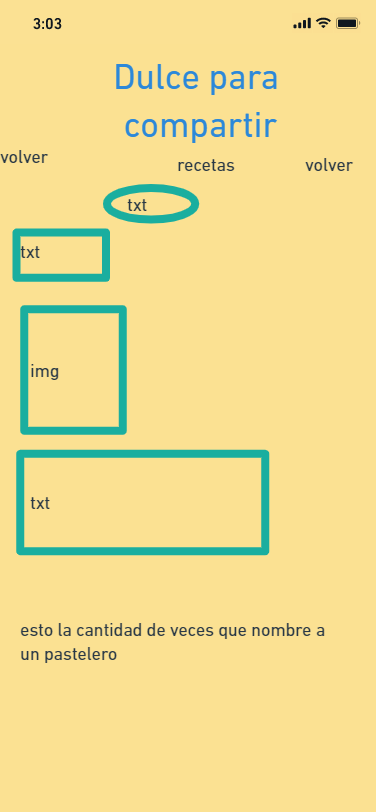 3:03
Dulce para
compartir
volver
recetas
volver
txt
txt
img
txt
esto la cantidad de veces que nombre a
un pastelero